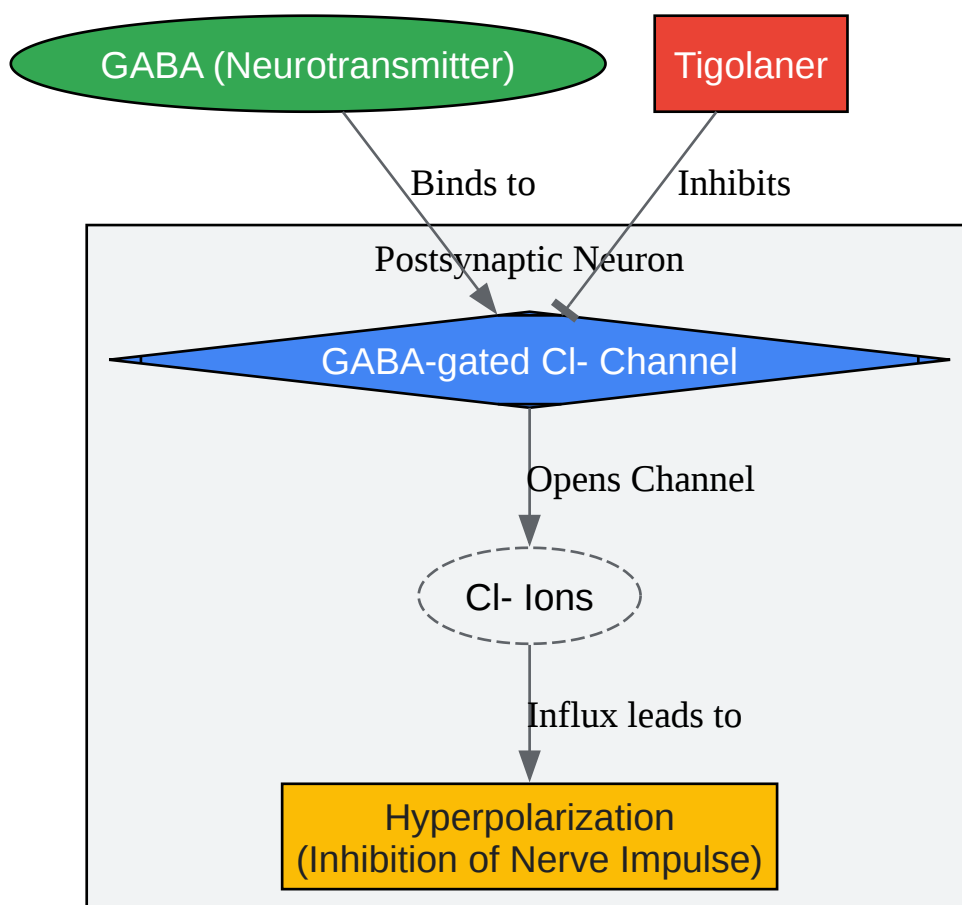 GABA (Neurotransmitter)
Tigolaner
Binds to
Inhibits
Postsynaptic Neuron
GABA-gated Cl- Channel
Opens Channel
Cl- Ions
Influx leads to
Hyperpolarization
(Inhibition of Nerve Impulse)